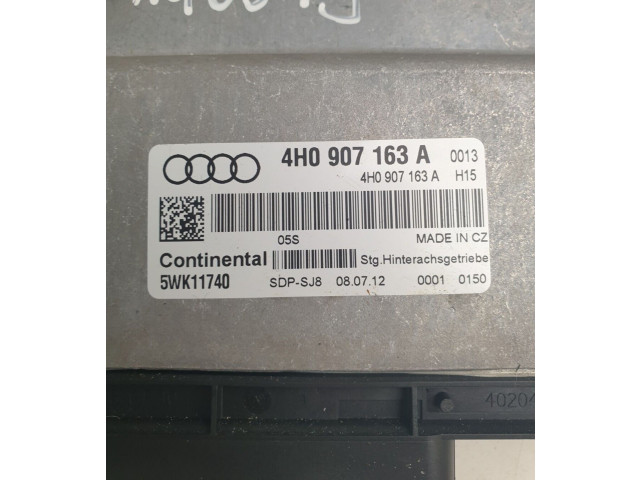 4H0 907 163 A 0013
4H0 907 163 A H15
05S MADE IN CZ
Continental Stg.Hinterachsgetriebe
5WK11740 SDP-SJ8 08.07.12 0001 0150
4020